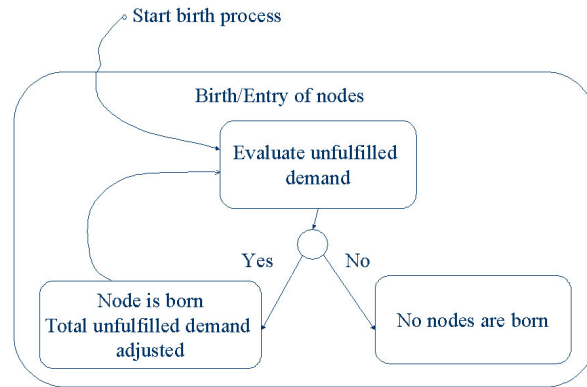 Start birth process
Birth/Entry of nodes
Evaluate unfulfilled
demand
Yes
No
Node is born
Total unfulfilled demand
adjusted
No nodes are born